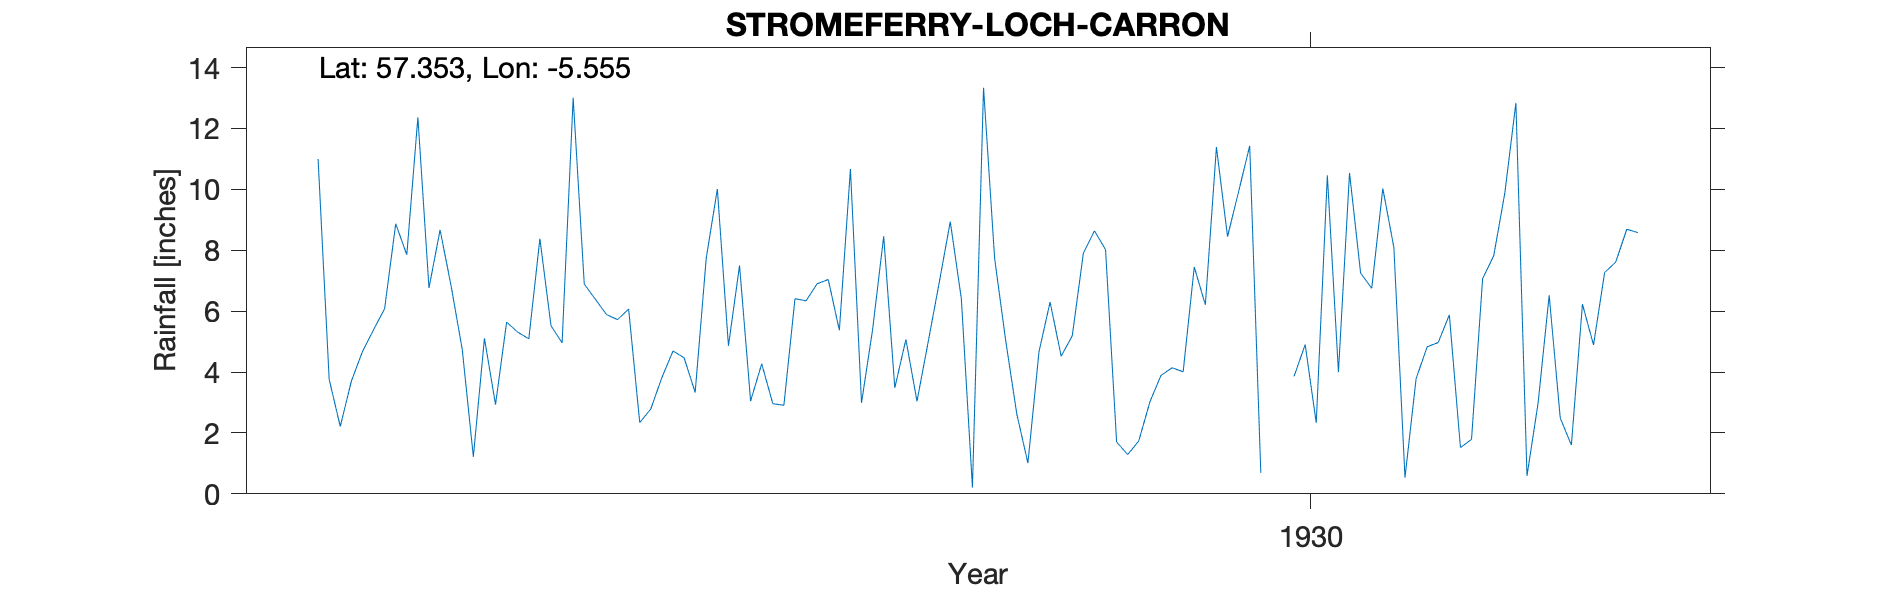 STROMEFERRY-LOCH-CARRON
Lat: 57.353, Lon: -5.555
14
12
10
8
6
4
2
0
Rainfall [inches]
1930
Year